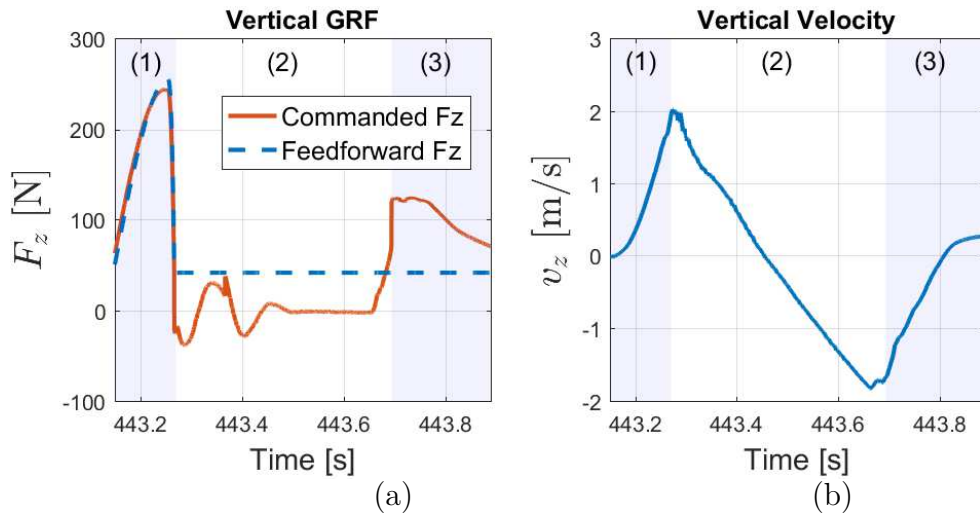 Vertical GRF
300
200
100
0
-100
F_z [N]
(1)
(2)
(3)
Commanded Fz
Feedforward Fz
443.2
443.4
443.6
443.8
Time [s]
(a)
Vertical Velocity
3
2
1
0
-1
-2
v_z [m/s]
(1)
(2)
(3)
443.2
443.4
443.6
443.8
Time [s]
(b)